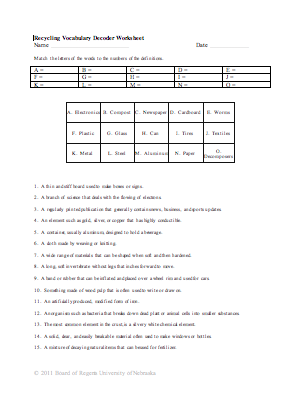 Recycling Vocabulary Decoder Worksheet
Name Date
Match the letters of the words to the numbers of the definitions.
A = B = C = D = E =
F = G = H = I = J =
K = L = M = N = O =
A. Electronics B. Compost C. Newspaper D. Cardboard E. Worms
F. Plastic G. Glass H. Can I. Tires J. Textiles
K. Metal L. Steel M. Aluminum N. Paper O. Decomposers
1. A thin and stiff board used to make boxes or signs.
2. A branch of science that deals with the flowing of electrons.
3. A regularly printed publication that generally contains news, business, and sports updates.
4. An element such as gold, silver, or copper that has highly conductible.
5. A container, usually aluminum, designed to hold a beverage.
6. A cloth made by weaving or knitting.
7. A wide range of materials that can be shaped when soft and then hardened.
8. A long, soft invertebrate without legs that inches forward to move.
9. A band of rubber that can be inflated and placed over a wheel rim and used for cars.
10. Something made of wood pulp that is often used to write or draw on.
11. An artificially produced, modified form of iron.
12. An organism such as bacteria that breaks down dead plant or animal cells into smaller substances.
13. The most common element in the crust, is a silvery white chemical element.
14. A solid, clear, and easily breakable material often used to make windows or bottles.
15. A mixture of decaying natural items that can be used for fertilizer.
© 2011 Board of Regents University of Nebraska